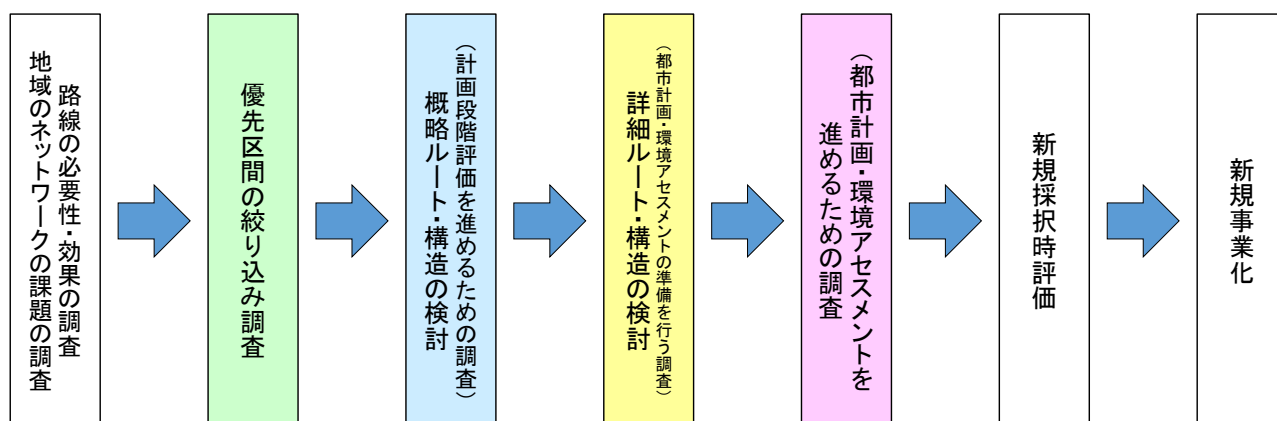 路線の必要性・効果の調査
地域のネットワークの課題の調査
優先区間の絞り込み調査
（計画段階評価を進めるための調査）
概略ルート・構造の検討
（都市計画・環境アセスメントの準備を行う調査）
詳細ルート・構造の検討
（都市計画・環境アセスメントを
進めるための調査
新規採択時評価
新規事業化